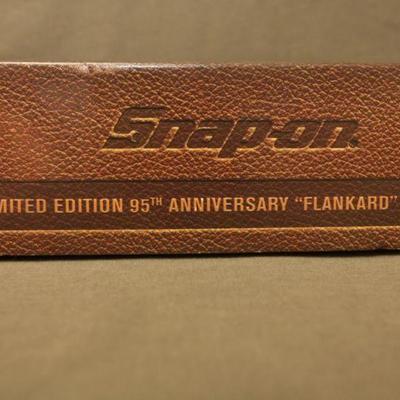 Snap-on
MITED EDITION 95TH ANNIVERSARY "FLANKARD"